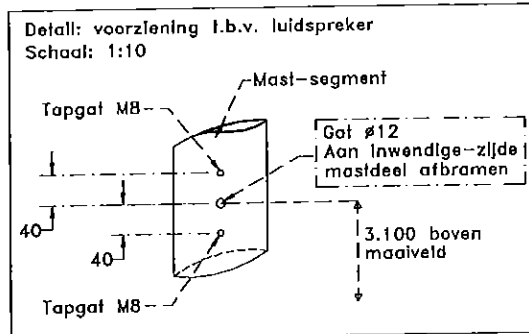 Detail: voorziening t.b.v. luidspreker
Schaal: 1:10
Mast-segment
Tapgat M8
Gat ø12
Aan inwendige-zijde
mastdeel aframen
40
3.100 boven
maaiveld
40
Tapgat M8